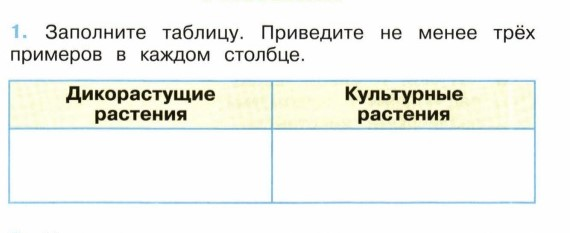 1. Заполните таблицу. Приведите не менее трёх
примеров в каждом столбце.
Дикорастущие
растения
Культурные
растения